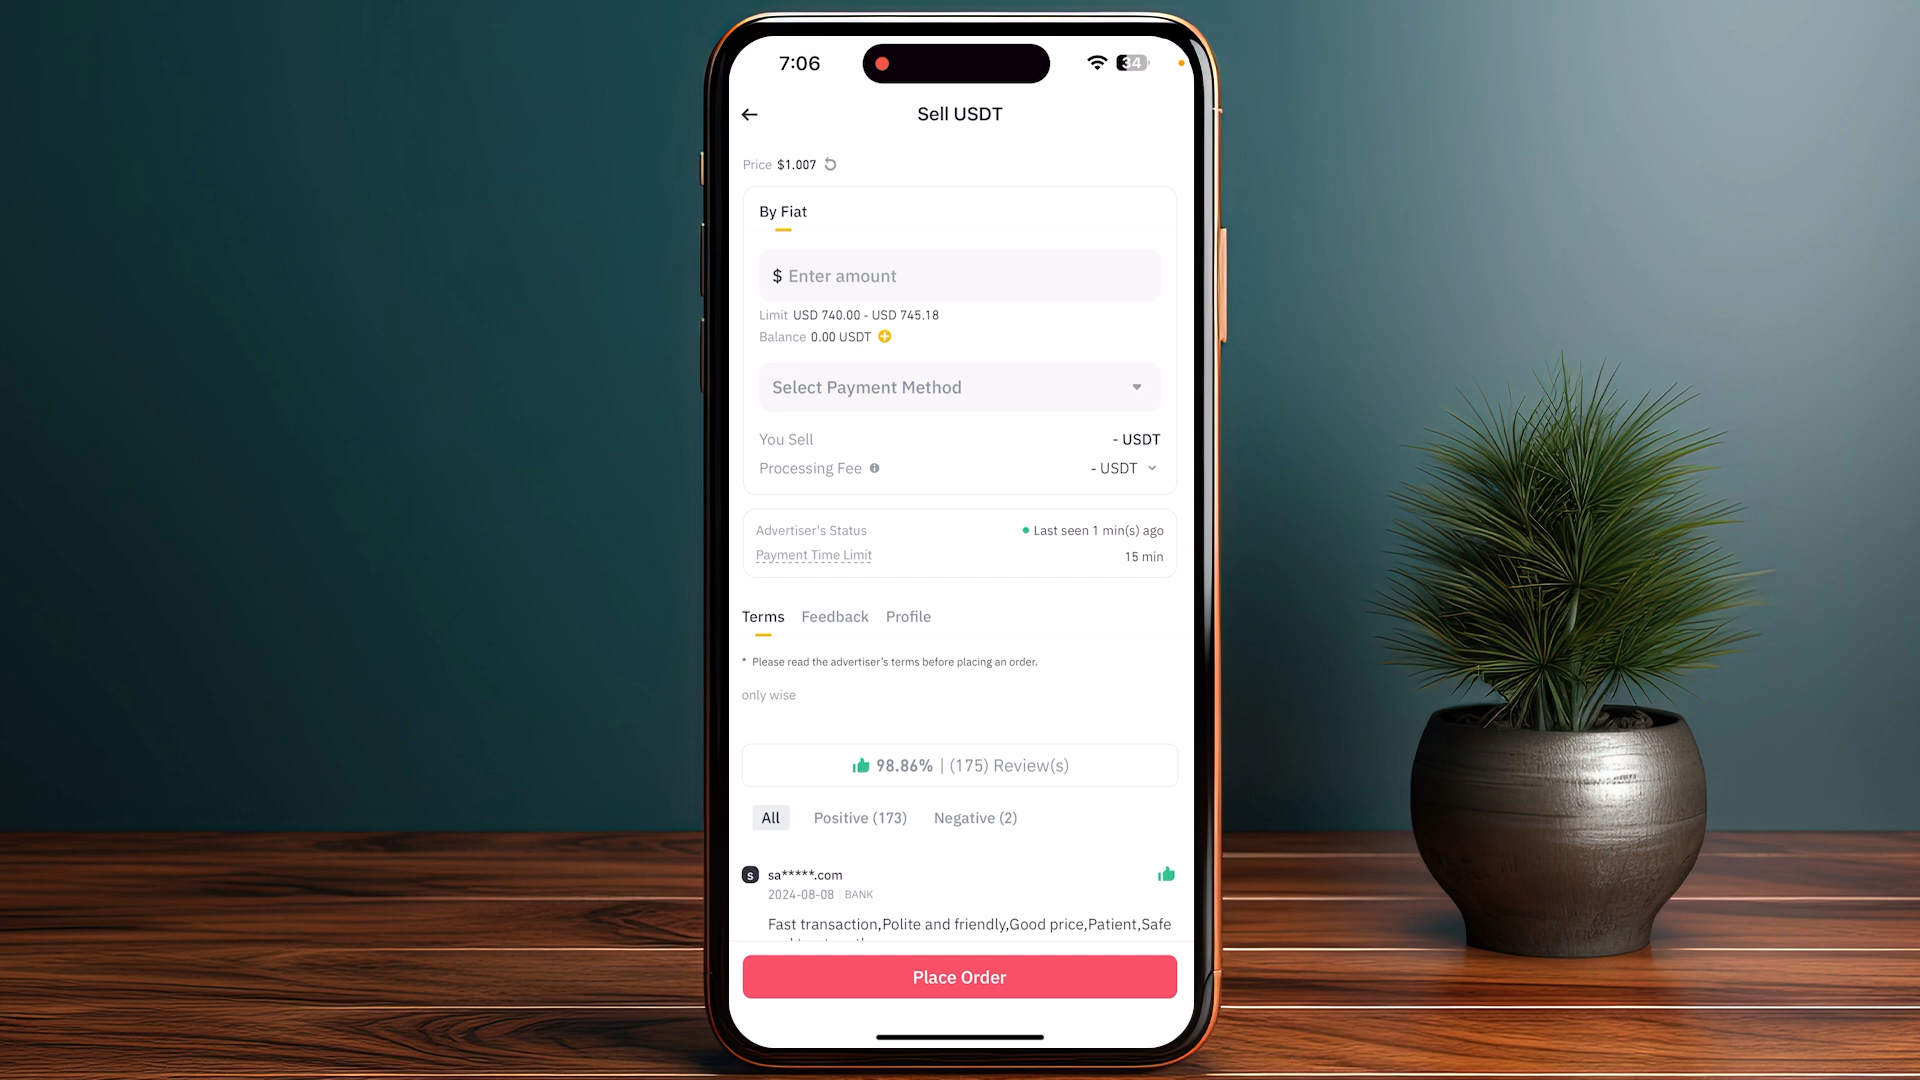 7:06
34
Sell USDT
Price $1.007
By Fiat
$ Enter amount
Limit USD 740.00 - USD 745.18
Balance 0.00 USDT
Select Payment Method
You Sell - USDT
Processing Fee - USDT
Advertiser's Status Last seen 1 min(s) ago
Payment Time Limit 15 min
Terms Feedback Profile
* Please read the advertiser's terms before placing an order.
only wise
98.86% | (175) Review(s)
All Positive (173) Negative (2)
s sa*****.com
2024-08-08 | BANK
Fast transaction,Polite and friendly,Good price,Patient,Safe
Place Order